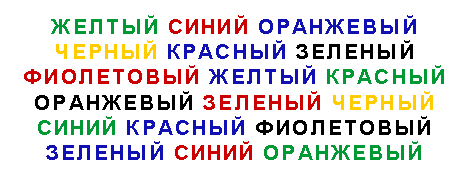 ЖЕЛТЫЙ СИНИЙ ОРАНЖЕВЫЙ
ЧЕРНЫЙ КРАСНЫЙ ЗЕЛЕНЫЙ
ФИОЛЕТОВЫЙ ЖЕЛТЫЙ КРАСНЫЙ
ОРАНЖЕВЫЙ ЗЕЛЕНЫЙ ЧЕРНЫЙ
СИНИЙ КРАСНЫЙ ФИОЛЕТОВЫЙ
ЗЕЛЕНЫЙ СИНИЙ ОРАНЖЕВЫЙ